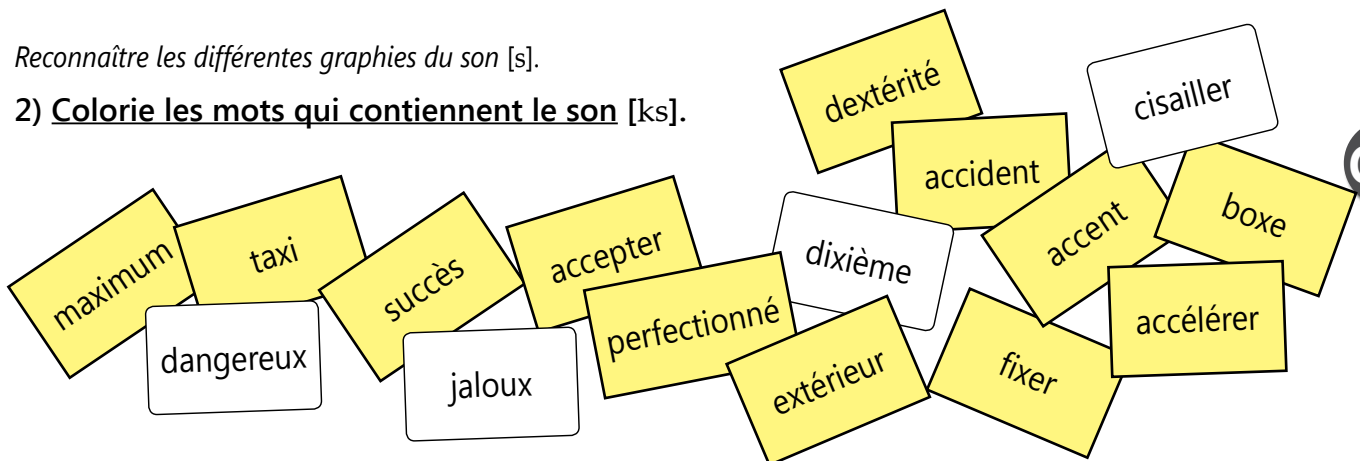 Reconnaître les différentes graphies du son [s].
2) Colorie les mots qui contiennent le son [ks].
dextérité
cisailler
accident
accent
boxe
maximum
taxi
succès
accepter
dixième
perfectionné
accélérer
dangereux
jaloux
extérieur
fixer